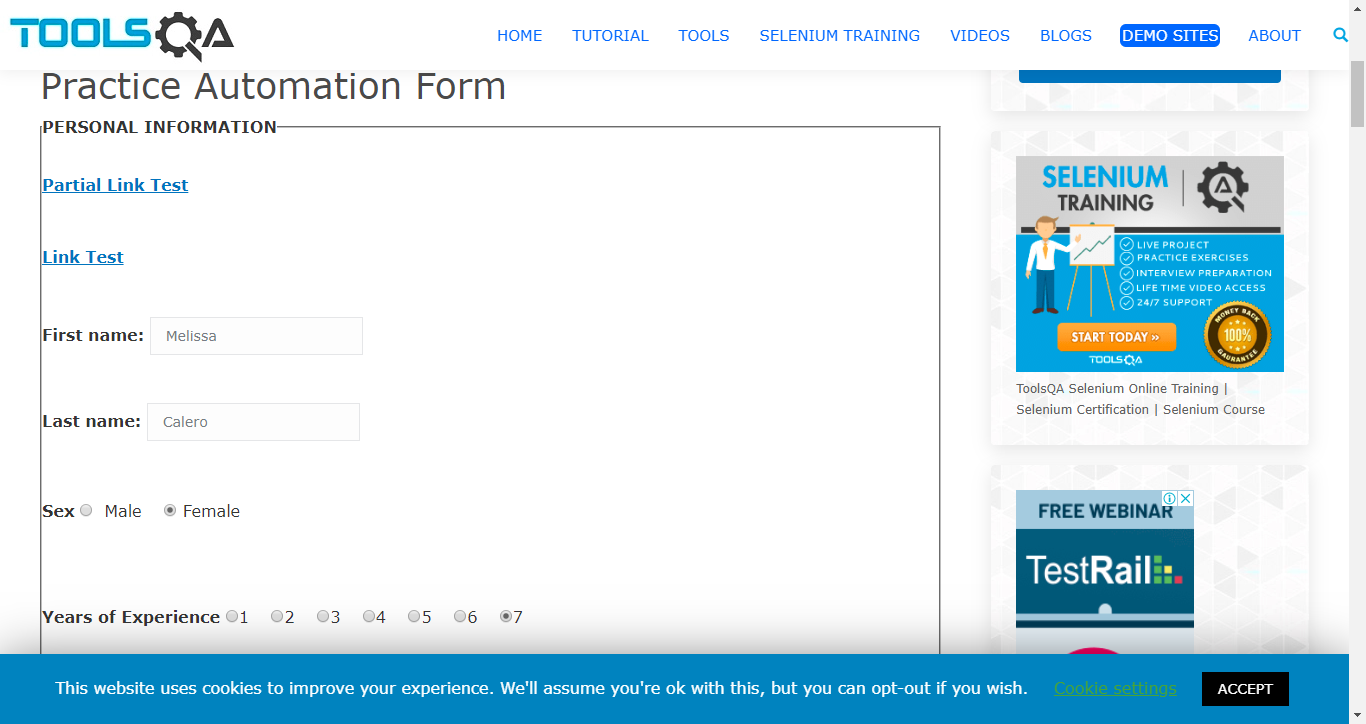 TOOLSQA
HOME TUTORIAL TOOLS SELENIUM TRAINING VIDEOS BLOGS DEMO SITES ABOUT
Practice Automation Form
PERSONAL INFORMATION
Partial Link Test
Link Test
First name: Melissa
Last name: Calero
Sex Male Female
Years of Experience 1 2 3 4 5 6 7
SELENIUM
TRAINING
LIVE PROJECT
PRACTICE EXERCISES
INTERVIEW PREPARATION
LIFE TIME VIDEO ACCESS
24/7 SUPPORT
START TODAY »
MONEY BACK
100%
GAURANTEE
TOOLSQA
ToolsQA Selenium Online Training |
Selenium Certification | Selenium Course
FREE WEBINAR
TestRail
This website uses cookies to improve your experience. We'll assume you're ok with this, but you can opt-out if you wish. Cookie settings ACCEPT